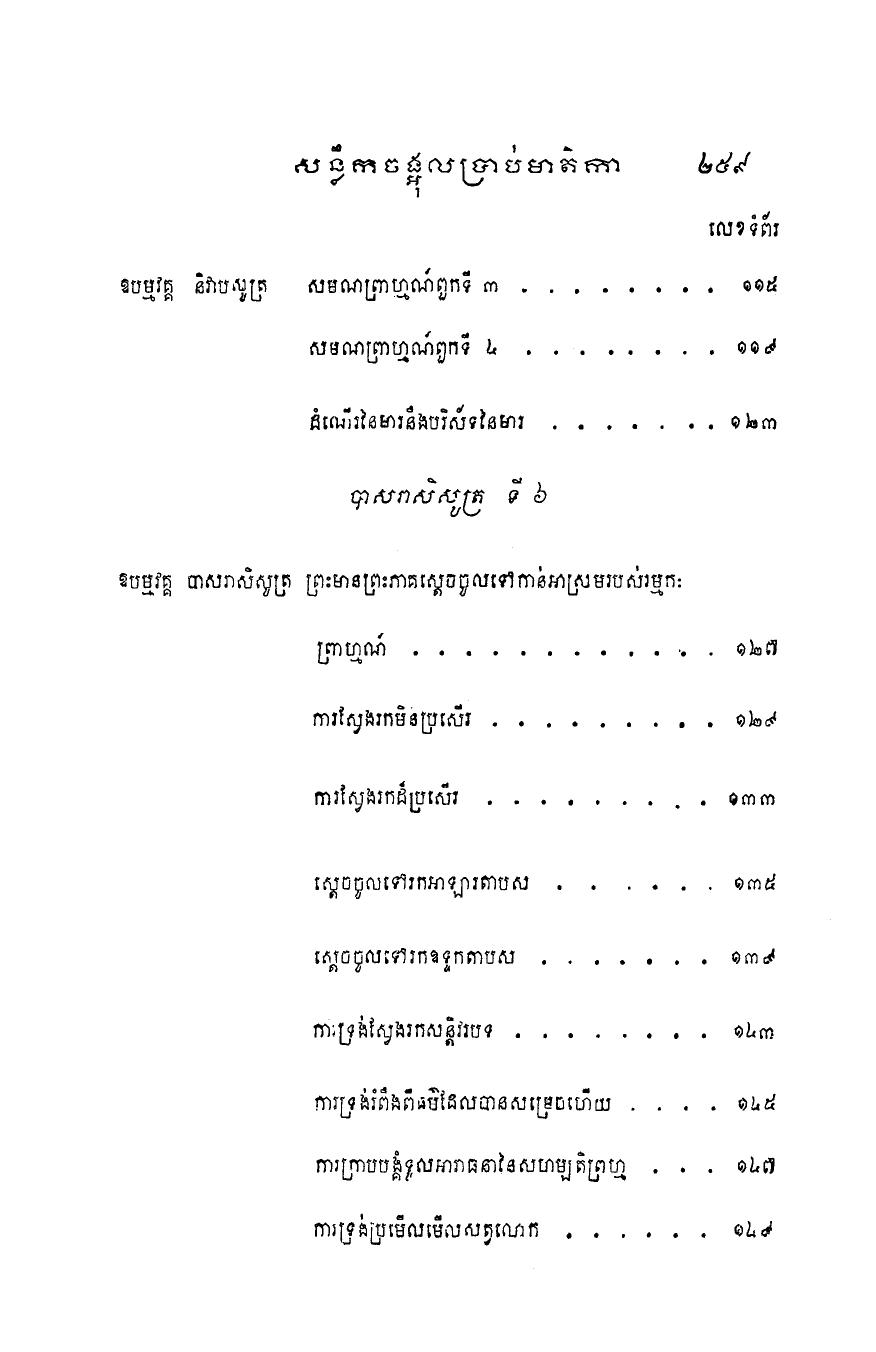 សន្លឹកចង្អុលប្រាប់មាតិកា ២៥៩
លេខទំព័រ
ឱបម្មវគ្គ និវាបសូត្រ សមណព្រាហ្មណ៍ពួកទី ៣ . . . . . . . . ១១៥
សមណព្រាហ្មណ៍ពួកទី ៤ . . . . . . . . ១១៩
ដំណើរនៃមារនឹងបរិស័ទនៃមារ . . . . . . . ១២៣
បាសរាសិសូត្រ ទី ៦
ឱបម្មវគ្គ បាសរាសិសូត្រ ព្រះមានព្រះភាគស្តេចចូលទៅកាន់អាស្រមរបស់រម្មកៈ
ព្រាហ្មណ៍ . . . . . . . . . . . . ១២៧
ការស្វែងរកមិនប្រសើរ . . . . . . . . . ១២៩
ការស្វែងរកដ៏ប្រសើរ . . . . . . . . . ១៣៣
ស្តេចចូលទៅរកអាឡារតាបស . . . . . . ១៣៥
ស្តេចចូលទៅរកឧទ្ទកតាបស . . . . . . . ១៣៩
ការទ្រង់ស្វែងរកសន្តិវរបទ . . . . . . . . ១៤៣
ការទ្រង់រំពឹងពីធម៌ដែលបានសម្រេចហើយ . . . . ១៤៥
ការក្រាបបង្គំទូលអារាធនានៃសហម្បតិព្រហ្ម . . . ១៤៧
ការទ្រង់ប្រមើលមើលសត្វលោក . . . . . . ១៤៩